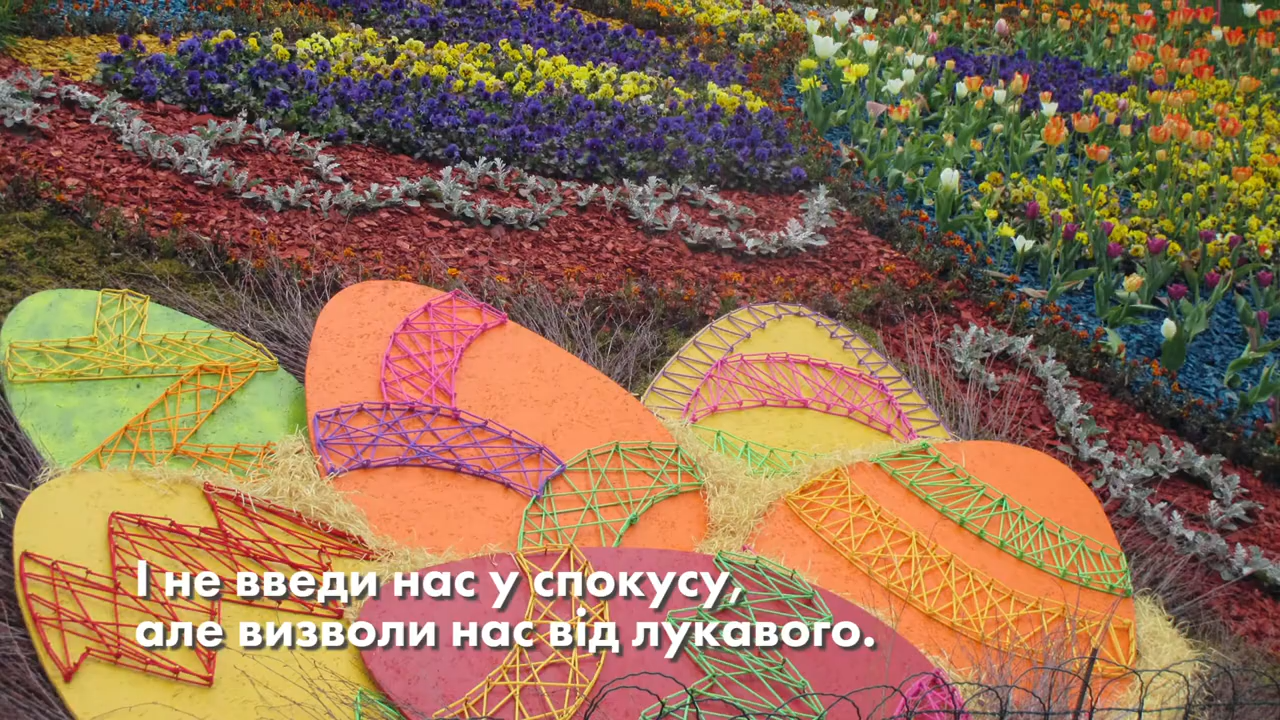 І не введи нас у спокусу,
але визволи нас від лукавого.